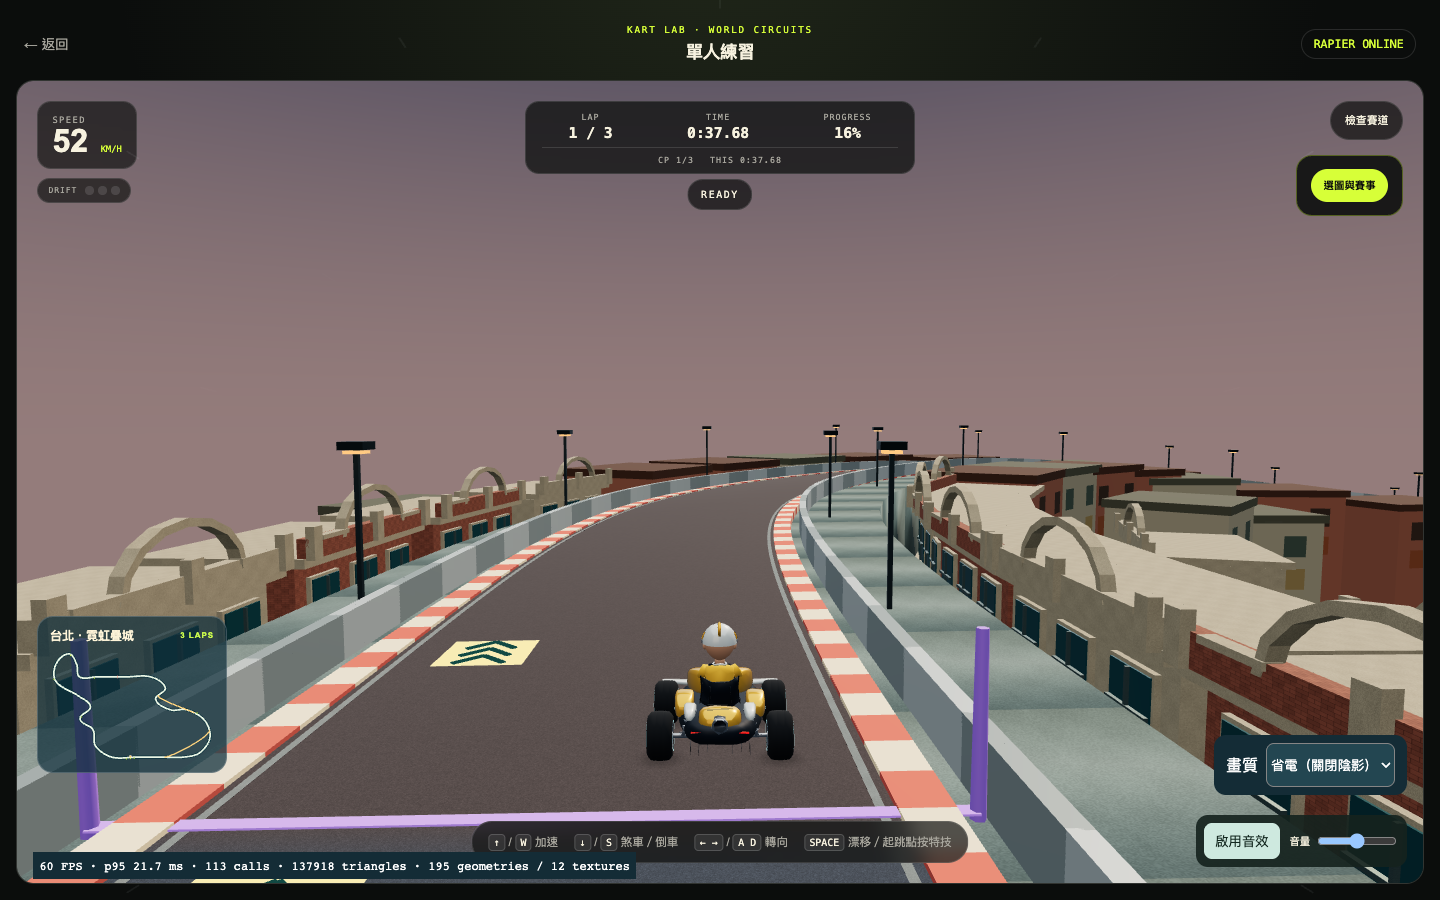 ← 返回
KART LAB · WORLD CIRCUITS
單人練習
RAPIER ONLINE
SPEED
52 KM/H
DRIFT
LAP TIME PROGRESS
1 / 3 0:37.68 16%
CP 1/3 THIS 0:37.68
READY
檢查賽道
選圖與賽事
台北 · 霓虹疊城 3 LAPS
畫質 省電（關閉陰影）
啟用音效 音量
↑ / W 加速 ↓ / S 煞車 / 倒車 ← → / A D 轉向 SPACE 漂移 / 起跳點按特技
60 FPS · p95 21.7 ms · 113 calls · 137918 triangles · 195 geometries / 12 textures